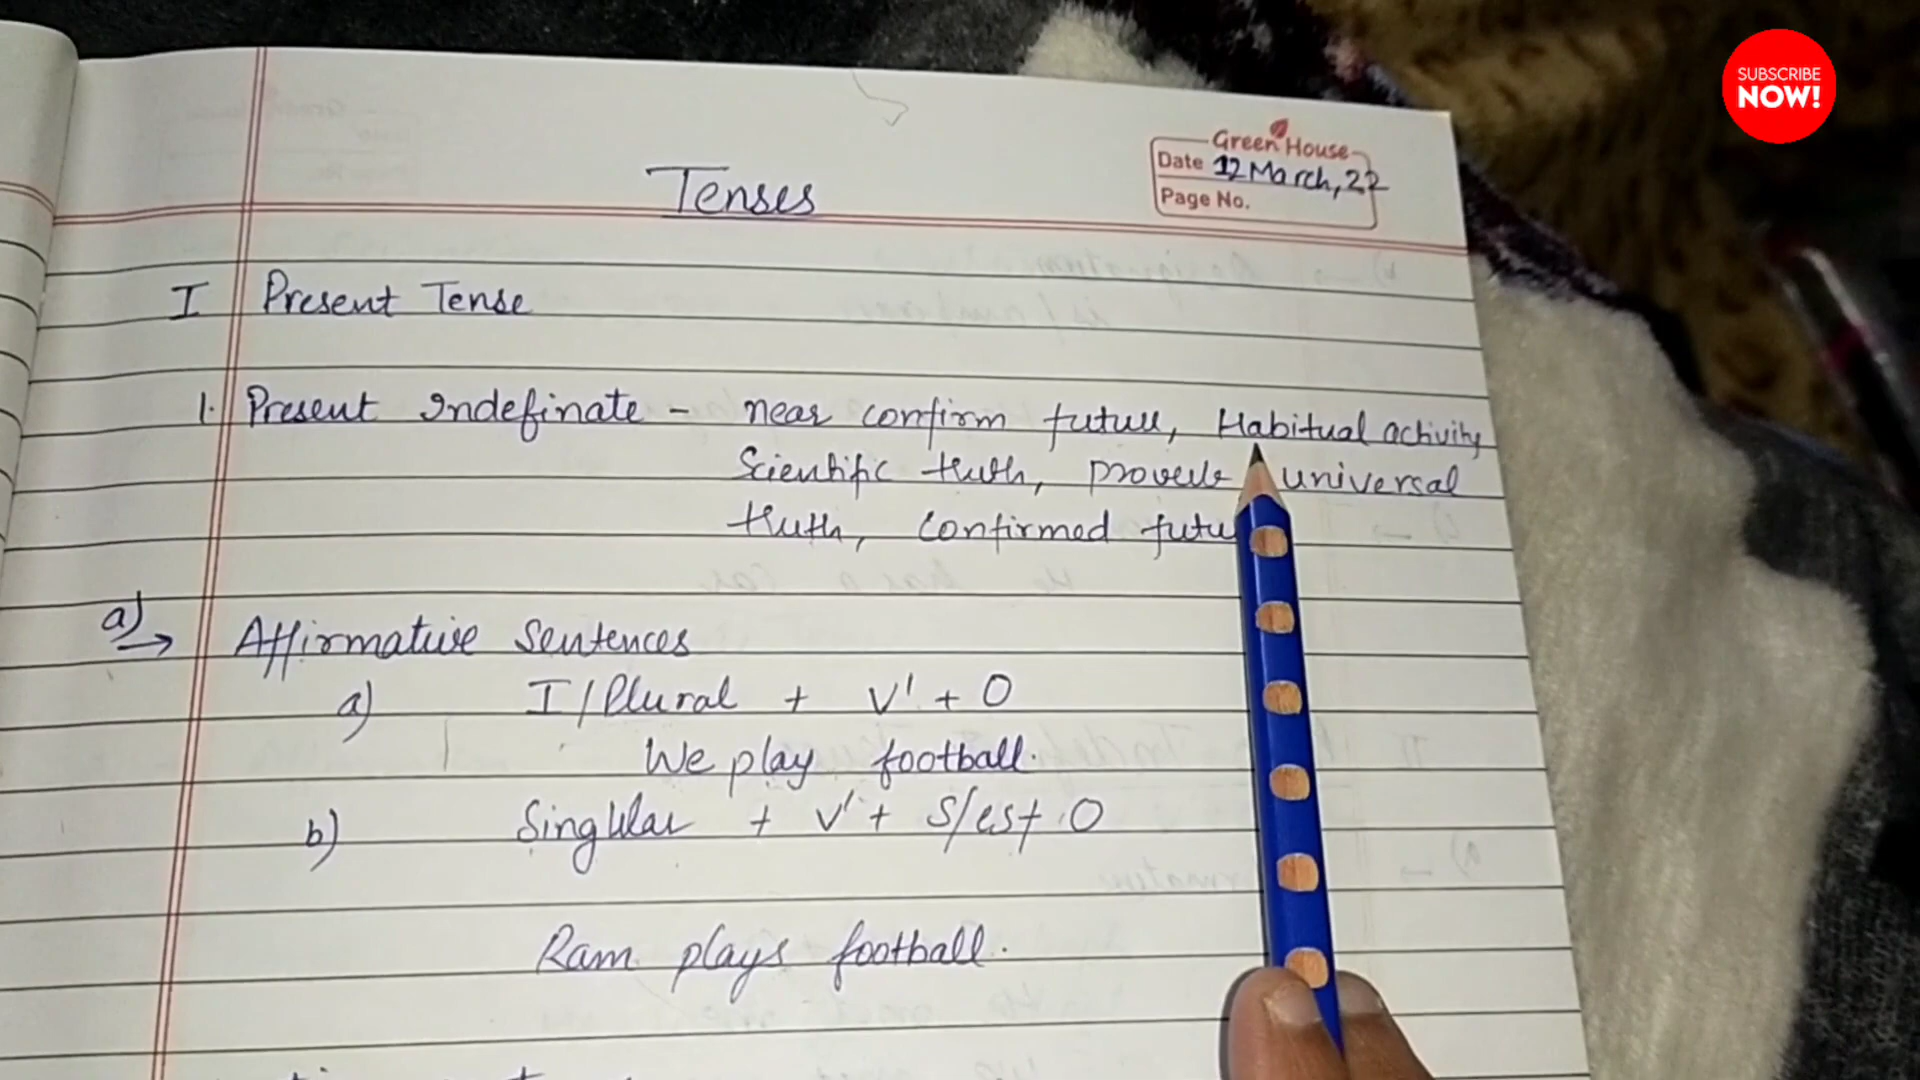 SUBSCRIBE
NOW!
Green House
Date 12 March, 22
Page No.
Tenses
I Present Tense
1. Present Indefinate - near confirm future, Habitual activity
Scientific truth, proverb universal
truth, confirmed futu
a) → Affirmative Sentences
a) I/Plural + V' + O
We play football.
b) Singular + V' + s/es + O
Ram plays football.